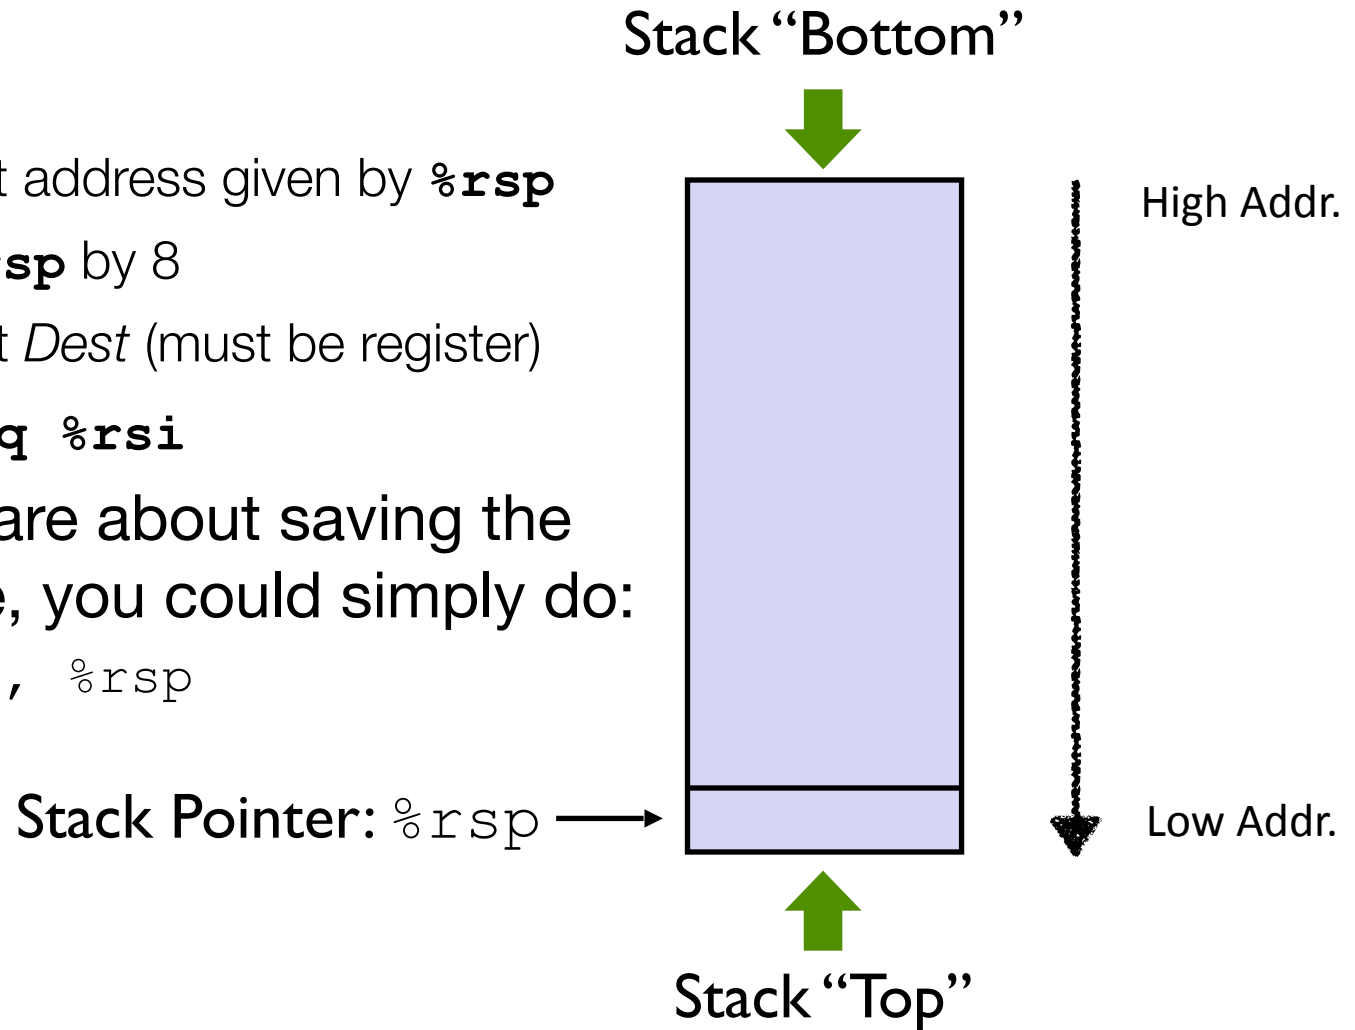 Stack “Bottom”
t address given by %rsp
High Addr.
sp by 8
t Dest (must be register)
q %rsi
are about saving the
e, you could simply do:
, %rsp
Stack Pointer: %rsp
Low Addr.
Stack “Top”